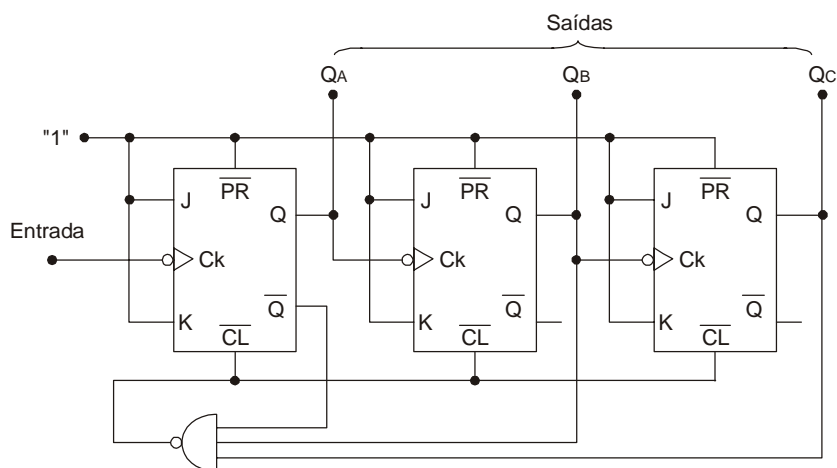 Saídas
QA QB QC
"1"
PR PR PR
J Q J Q J Q
Entrada
Ck Ck Ck
Q Q Q
K K K
CL CL CL